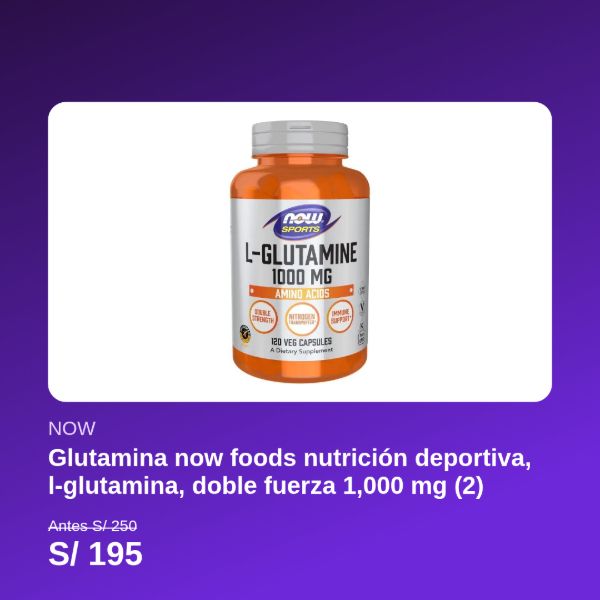 NOW
SPORTS
L-GLUTAMINE
1000 MG
AMINO ACIDS
DOUBLE
STRENGTH
NITROGEN
TRANSPORTER*
IMMUNE
SUPPORT*
120 VEG CAPSULES
A Dietary Supplement
NOW
Glutamina now foods nutrición deportiva,
l-glutamina, doble fuerza 1,000 mg (2)
Antes S/ 250
S/ 195